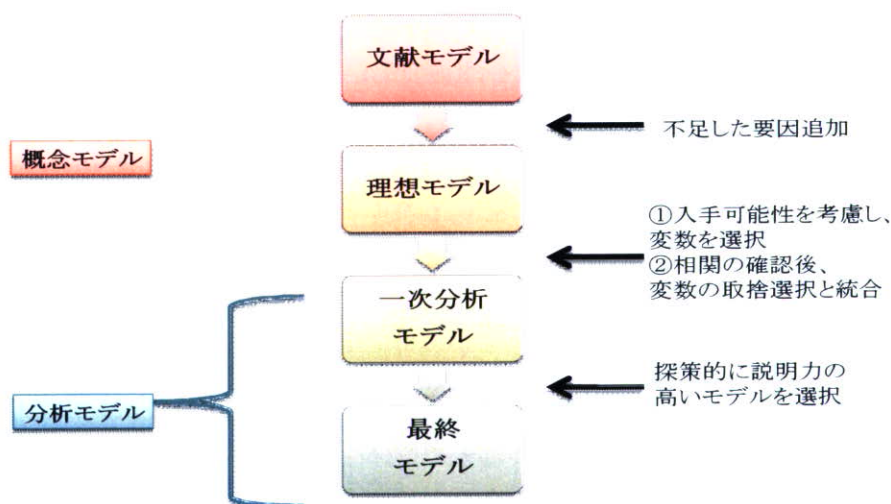 文献モデル
不足した要因追加
概念モデル
理想モデル
①入手可能性を考慮し、
変数を選択
②相関の確認後、
変数の取捨選択と統合
一次分析
モデル
探策的に説明力の
高いモデルを選択
分析モデル
最終
モデル